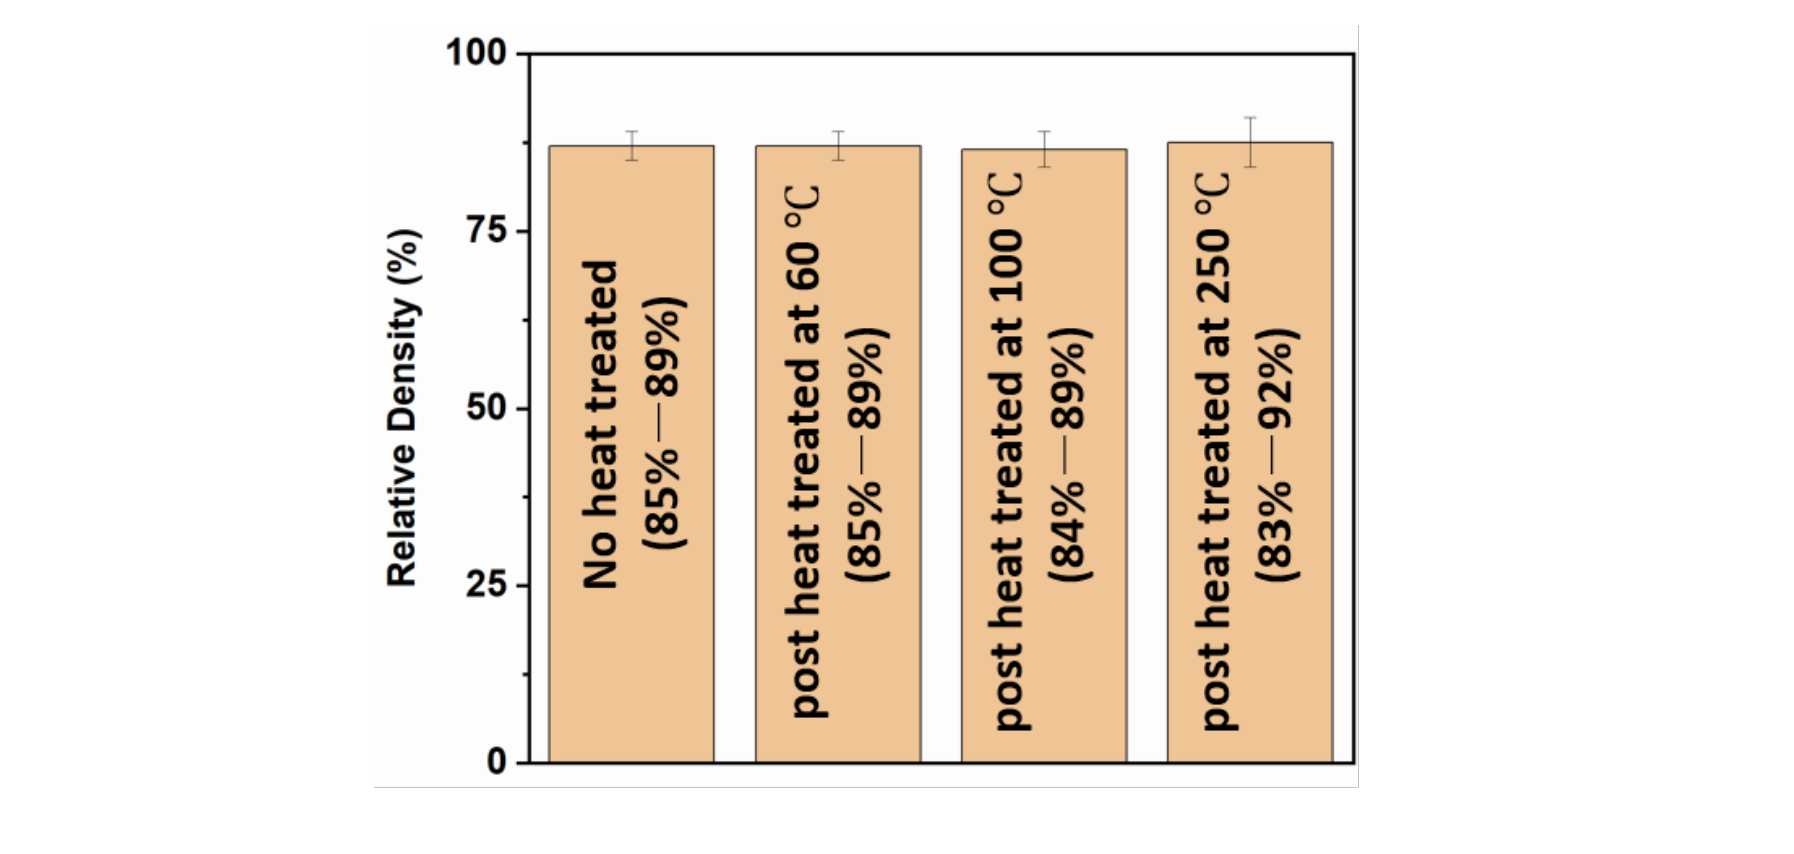 100
75
50
25
0
Relative Density (%)
No heat treated
(85% —89%)
post heat treated at 60 ℃
(85% —89%)
post heat treated at 100 ℃
(84% —89%)
post heat treated at 250 ℃
(83% —92%)